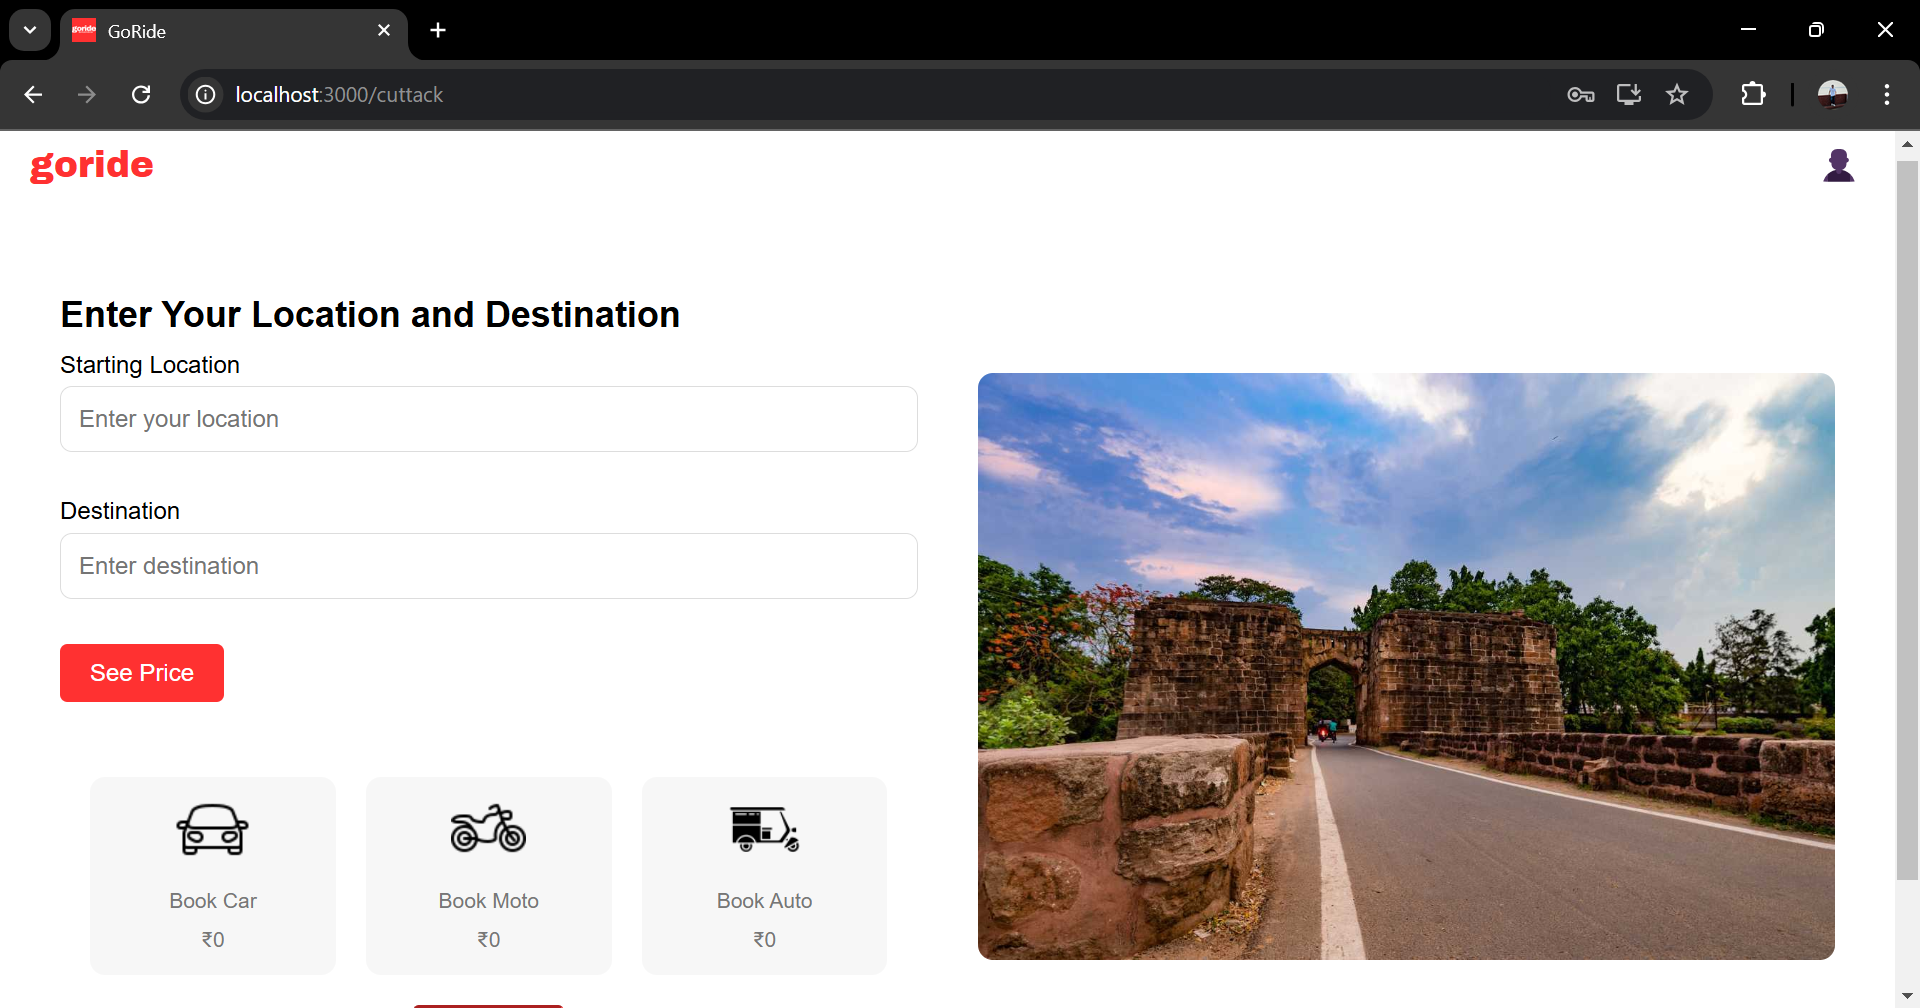 goride
GoRide
localhost:3000/cuttack
goride
Enter Your Location and Destination
Starting Location
Enter your location
Destination
Enter destination
See Price
Book Car
₹0
Book Moto
₹0
Book Auto
₹0